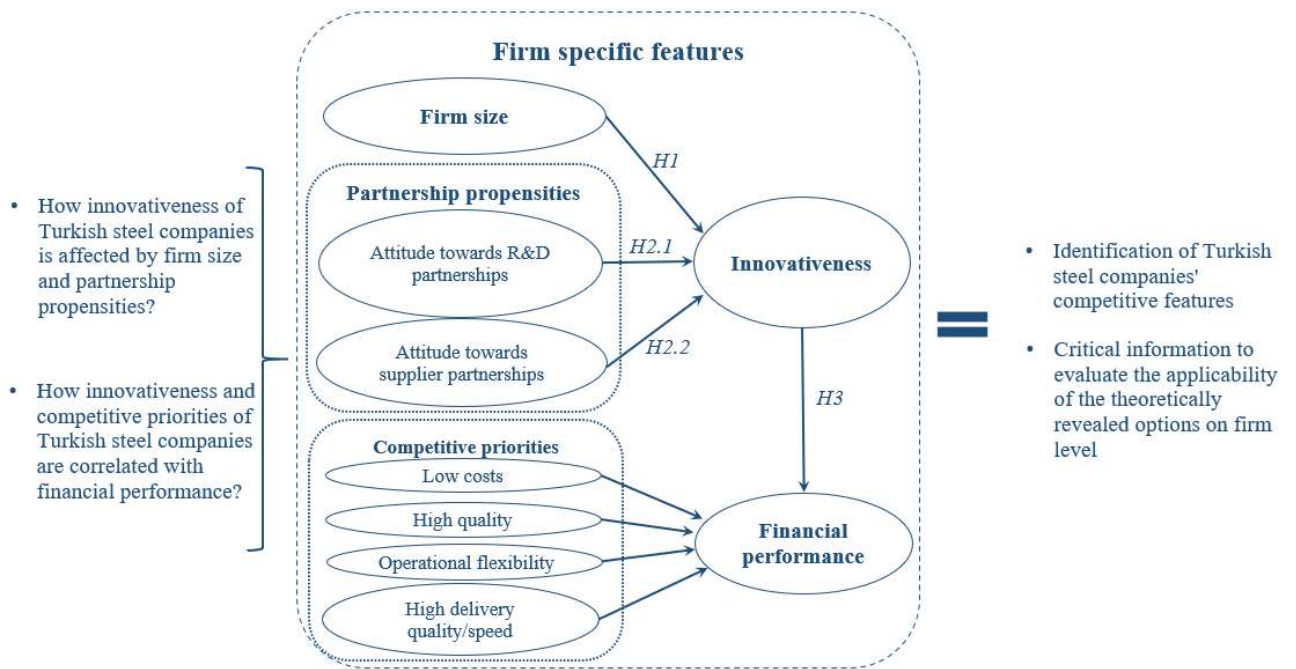 Firm specific features
Firm size
H1
Partnership propensities
• How innovativeness of
Turkish steel companies
is affected by firm size
and partnership
propensities?
Attitude towards R&D
partnerships
H2.1
Innovativeness
Attitude towards
supplier partnerships
H2.2
• How innovativeness and
competitive priorities of
Turkish steel companies
are correlated with
financial performance?
H3
Competitive priorities
Low costs
High quality
Operational flexibility
High delivery
quality/speed
Financial
performance
• Identification of Turkish
steel companies'
competitive features
• Critical information to
evaluate the applicability
of the theoretically
revealed options on firm
level
=